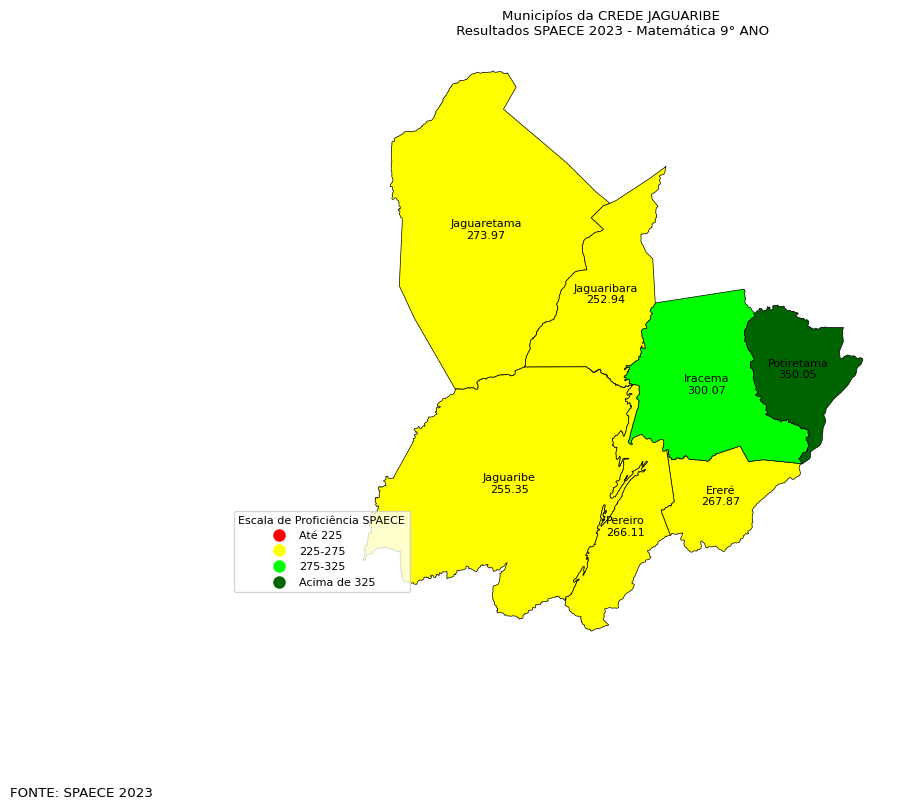 Municipíos da CREDE JAGUARIBE
Resultados SPAECE 2023 - Matemática 9° ANO
Jaguaretama
273.97
Jaguaribara
252.94
Iracema
300.07
Potiretama
350.05
Jaguaribe
255.35
Ereré
267.87
Pereiro
266.11
Escala de Proficiência SPAECE
Até 225
225-275
275-325
Acima de 325
FONTE: SPAECE 2023